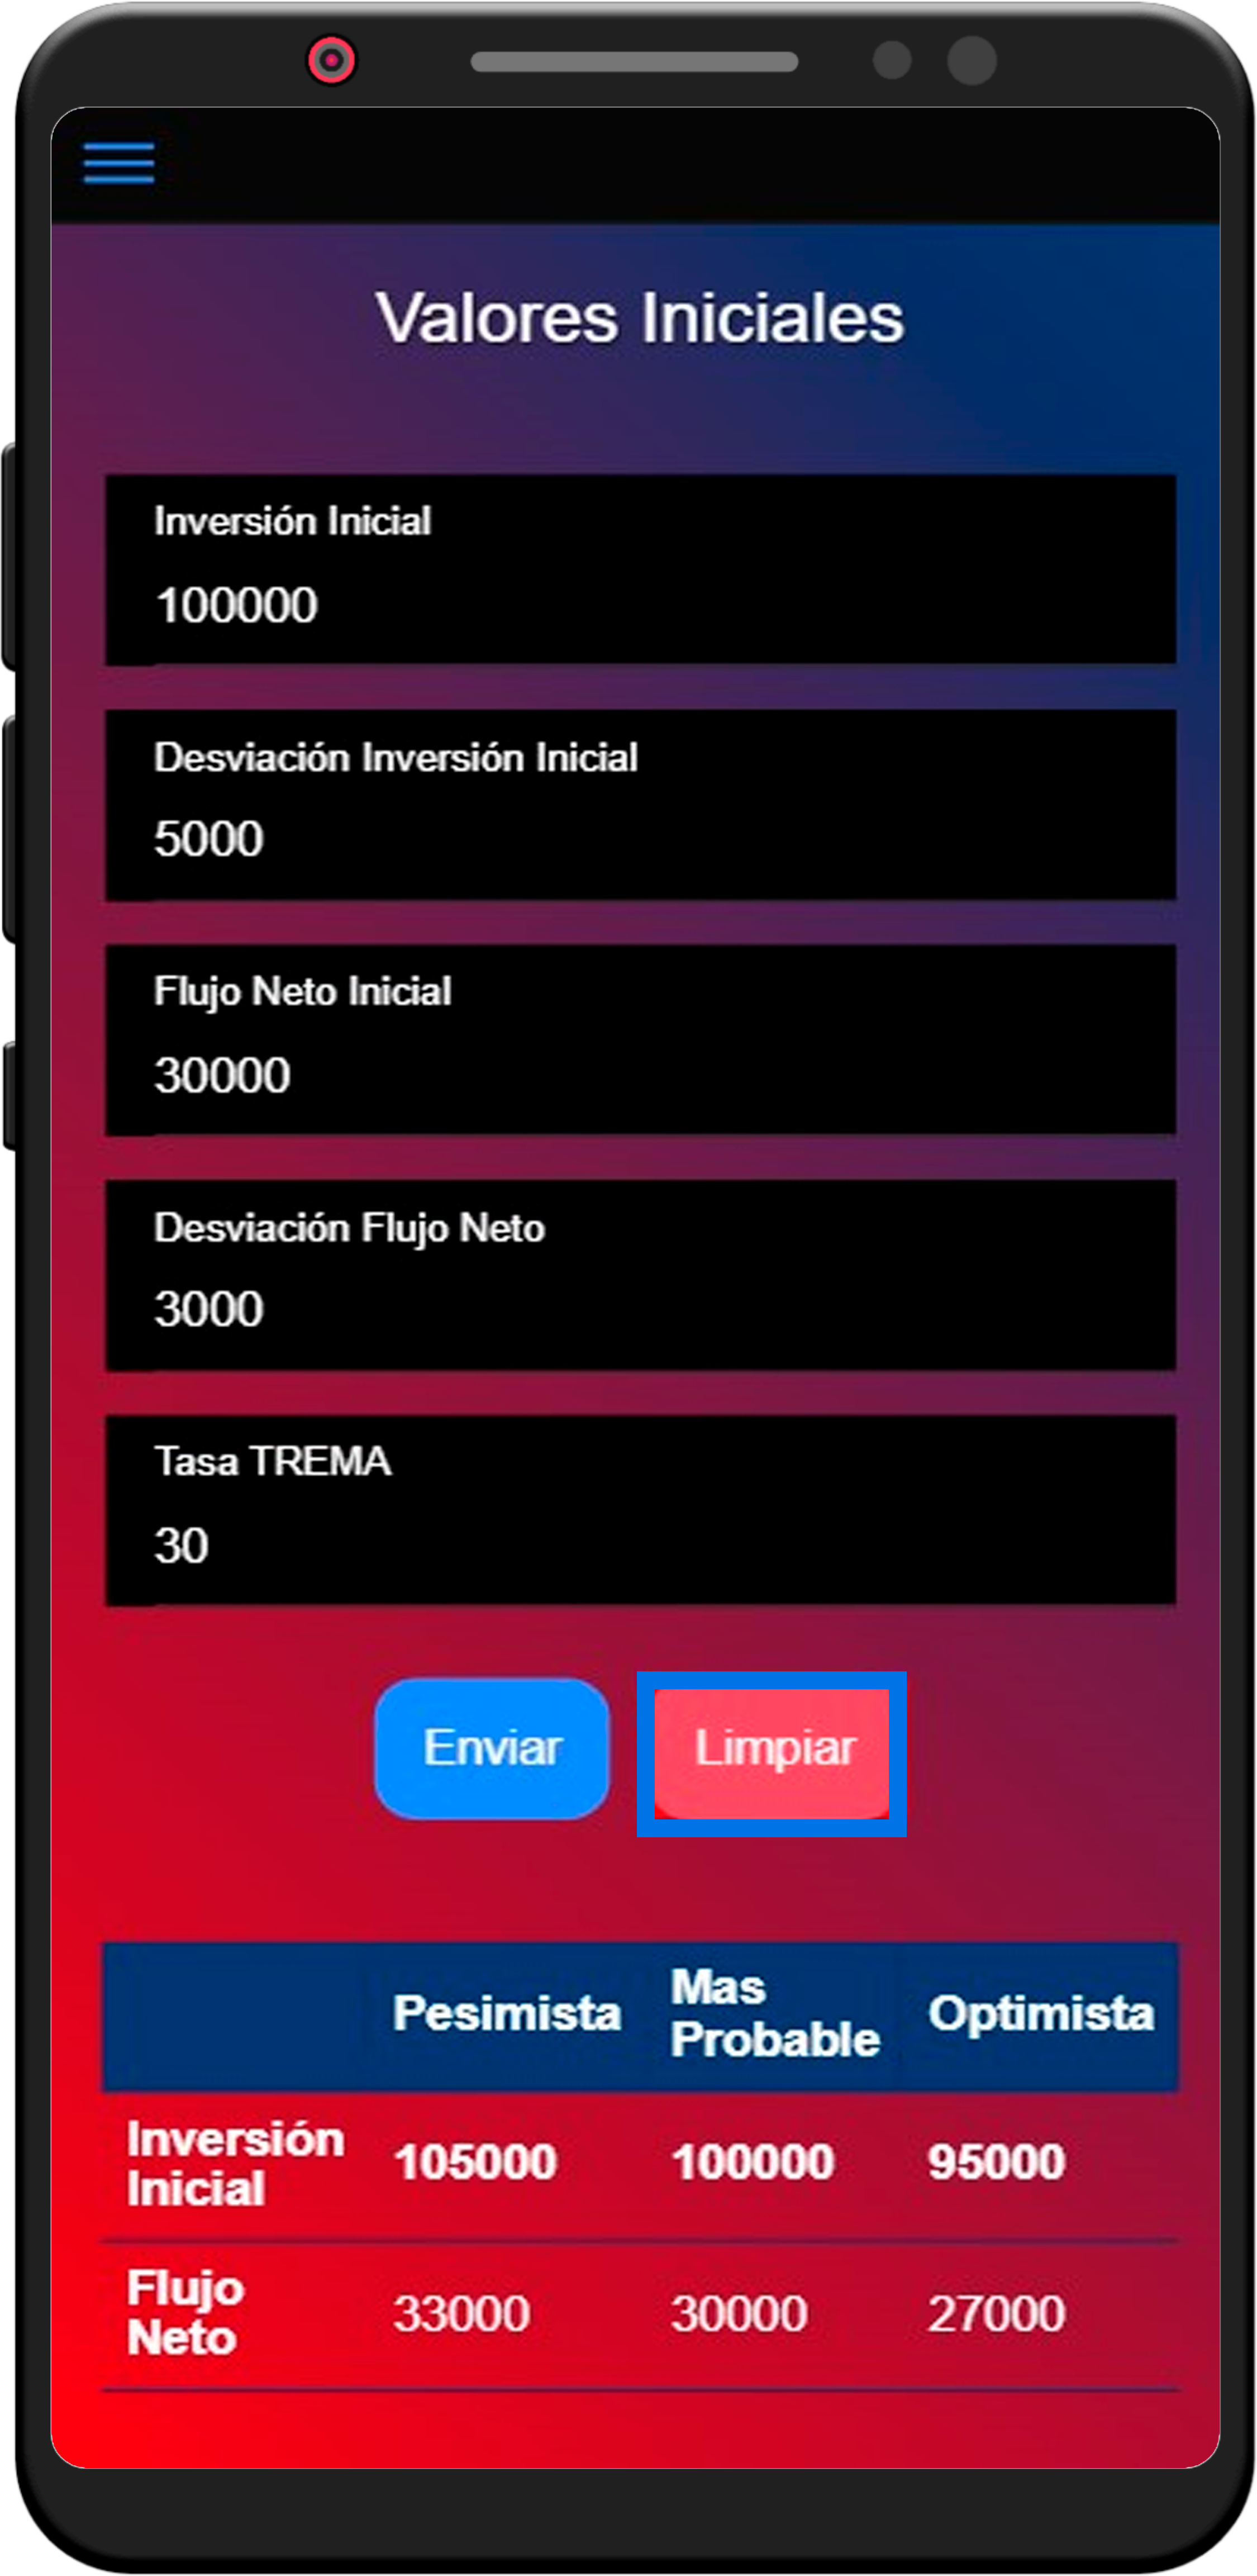 Valores Iniciales
Inversión Inicial
100000
Desviación Inversión Inicial
5000
Flujo Neto Inicial
30000
Desviación Flujo Neto
3000
Tasa TREMA
30
Enviar Limpiar
Pesimista Mas Probable Optimista
Inversión Inicial 105000 100000 95000
Flujo Neto 33000 30000 27000